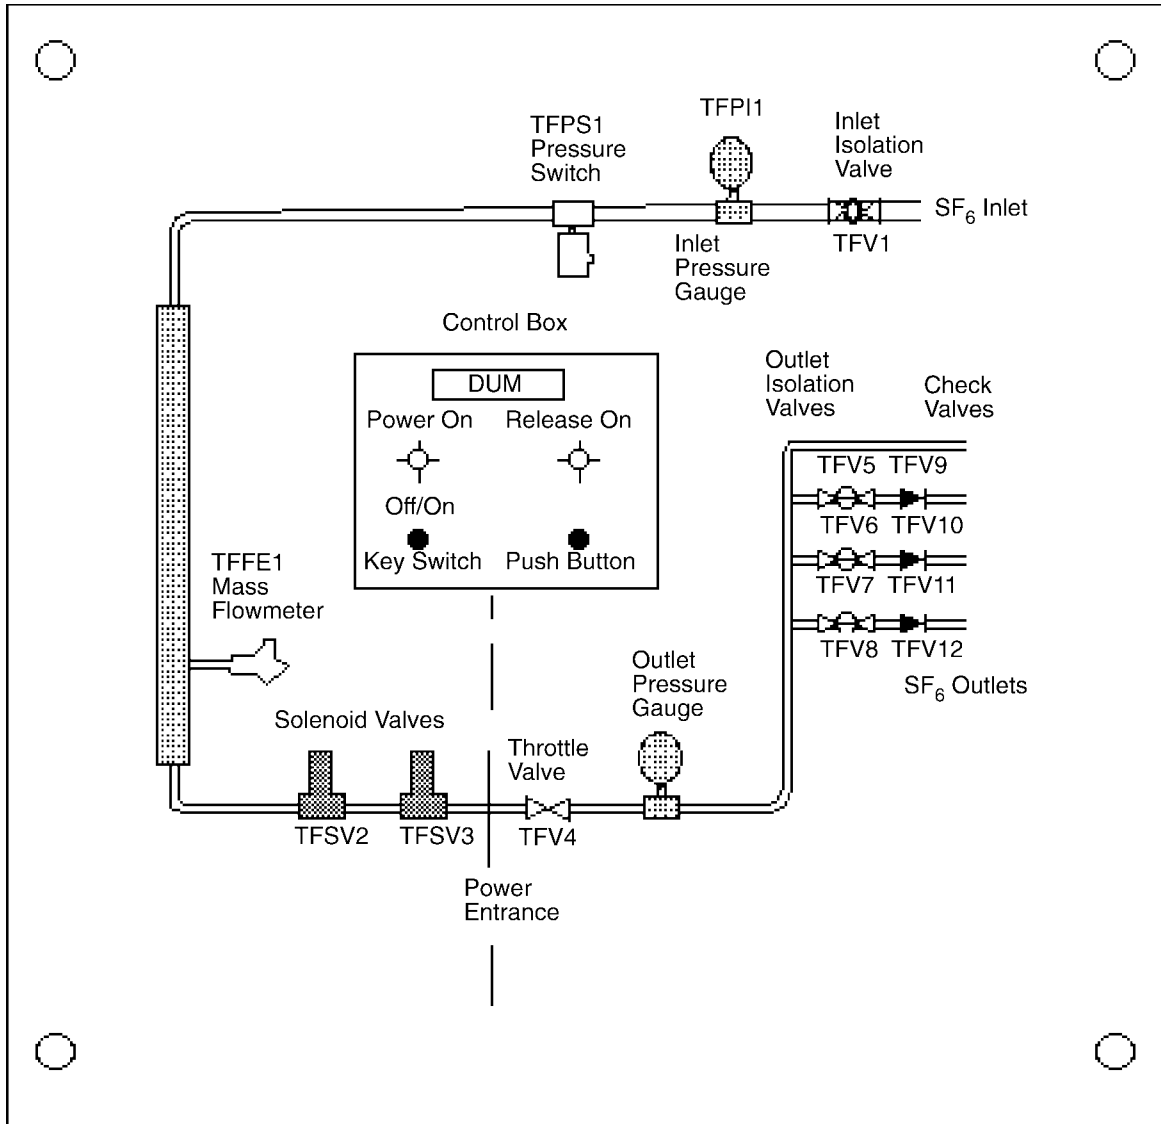 TFPI1
TFPS1
Pressure
Switch
Inlet
Isolation
Valve
SF6 Inlet
TFV1
Inlet
Pressure
Gauge
Control Box
DUM
Power On
Release On
Off/On
Key Switch
Push Button
Outlet
Isolation
Valves
Check
Valves
TFV5
TFV9
TFV6
TFV10
TFV7
TFV11
TFV8
TFV12
SF6 Outlets
TFFE1
Mass
Flowmeter
Outlet
Pressure
Gauge
Solenoid Valves
Throttle
Valve
TFSV2
TFSV3
TFV4
Power
Entrance